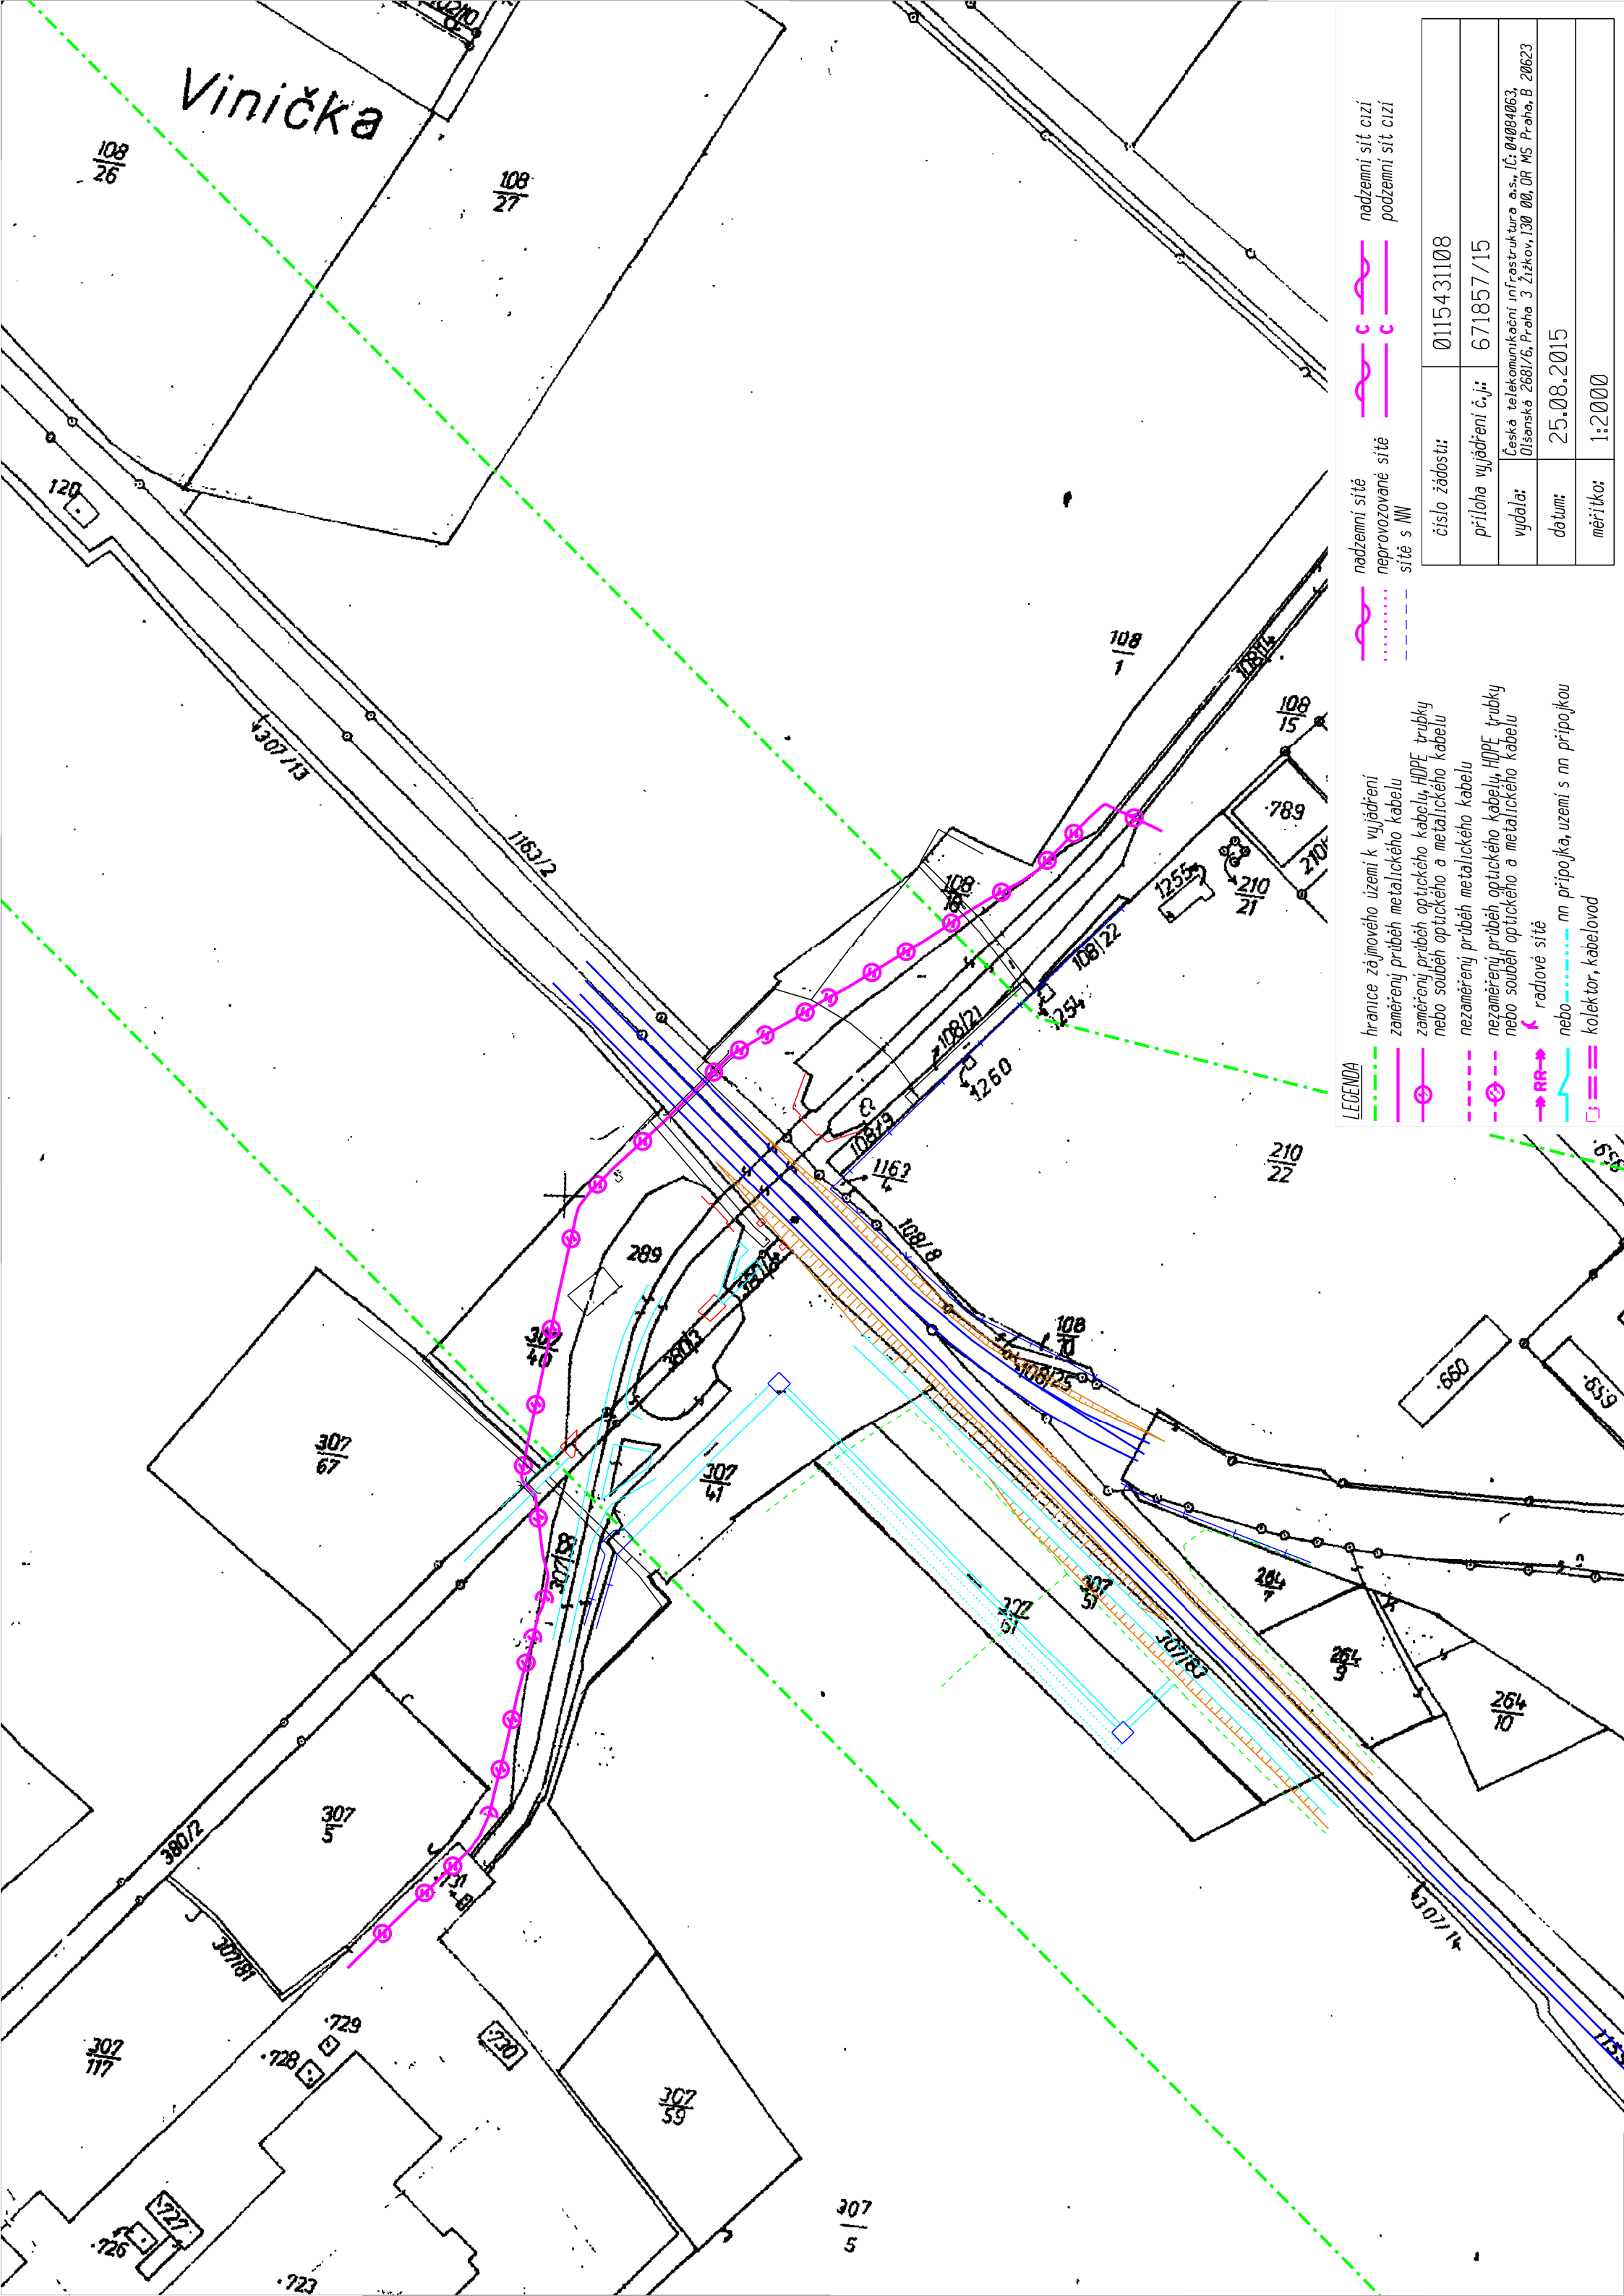 Vinička
108
26
108
27
120
307/13
1163/2
108
1
108/14
108
15
789
1255
210
21
108/22
1254
108/21
1260
108/19
1163
4
210
22
108/8
289
380/3
307
67
307
41
108
10
108/25
660
659
307/58
307
61
307
51
307/83
264
7
264
9
264
10
307
5
380/2
731
307/81
307/14
307
117
729
728
730
307
59
727
726
723
307
5
LEGENDA
hranice zájmového území k vyjádření
zaměřený průběh metalického kabelu
zaměřený průběh optického kabelu, HDPE trubky
nebo souběh optického a metalického kabelu
nezaměřený průběh metalického kabelu
nezaměřený průběh optického kabelu, HDPE trubky
nebo souběh optického a metalického kabelu
RR radiové sítě
nebo nn přípojka, území s nn přípojkou
kolektor, kabelovod
nadzemní sítě
neprovozované sítě
sítě s NN
C nadzemní síť cizí
C podzemní síť cizí
číslo žádosti: 0115431108
příloha vyjádření č.j.: 671857/15
vydala: Česká telekomunikační infrastruktura a.s., IČ: 04084063,
Olšanská 2681/6, Praha 3 Žižkov, 130 00, OR MS Praha, B 20623
datum: 25.08.2015
měřítko: 1:2000